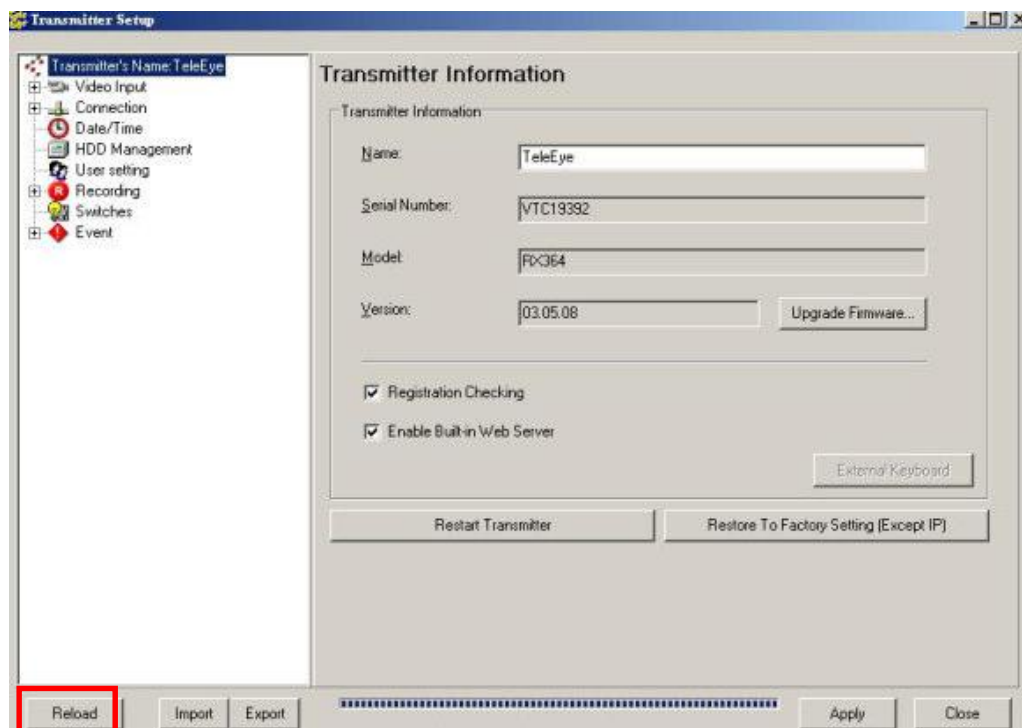 Transmitter Setup
Transmitter's Name:TeleEye
Video Input
Connection
Date/Time
HDD Management
User setting
Recording
Switches
Event
Transmitter Information
Transmitter Information
Name:
TeleEye
Serial Number:
VTC19392
Model:
RX364
Version:
03.05.08
Upgrade Firmware...
Registration Checking
Enable Built-in Web Server
External Keyboard
Restart Transmitter
Restore To Factory Setting (Except IP)
Reload
Import
Export
Apply
Close